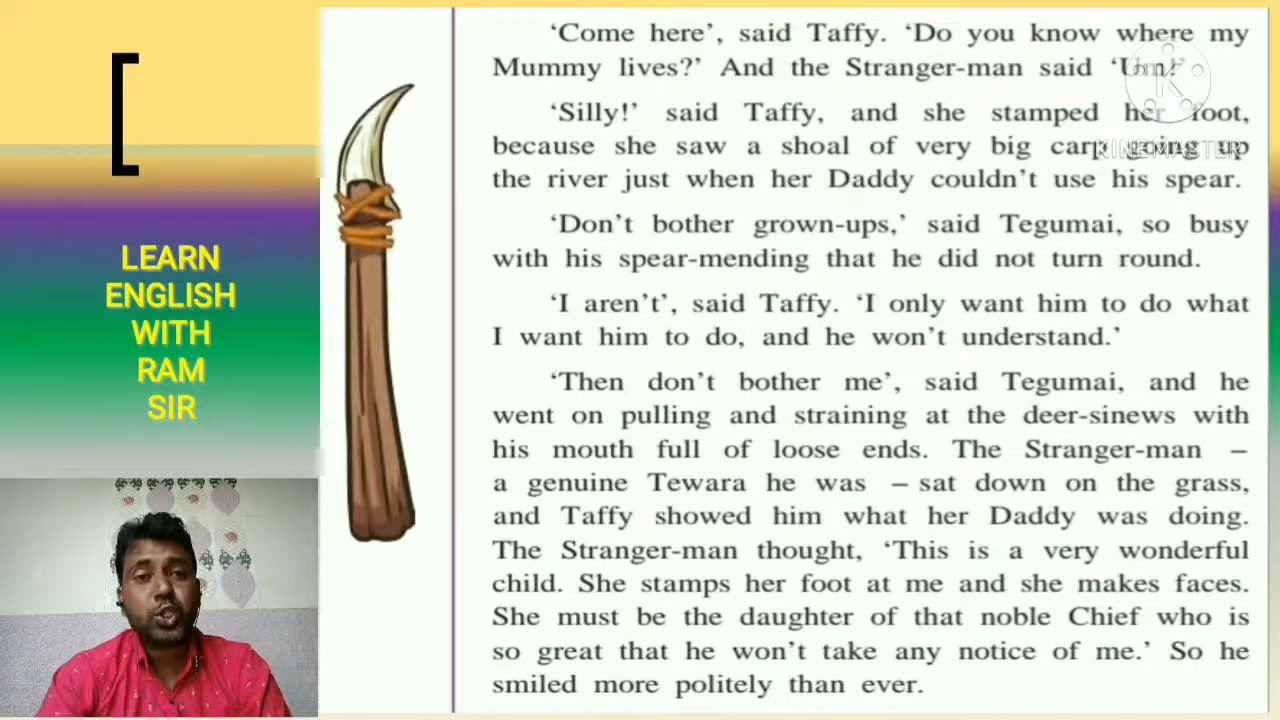 LEARN
ENGLISH
WITH
RAM
SIR
‘Come here’, said Taffy. ‘Do you know where my
Mummy lives?’ And the Stranger-man said ‘Um!’
‘Silly!’ said Taffy, and she stamped her foot,
because she saw a shoal of very big carp going up
the river just when her Daddy couldn’t use his spear.
‘Don’t bother grown-ups,’ said Tegumai, so busy
with his spear-mending that he did not turn round.
‘I aren’t’, said Taffy. ‘I only want him to do what
I want him to do, and he won’t understand.’
‘Then don’t bother me’, said Tegumai, and he
went on pulling and straining at the deer-sinews with
his mouth full of loose ends. The Stranger-man –
a genuine Tewara he was – sat down on the grass,
and Taffy showed him what her Daddy was doing.
The Stranger-man thought, ‘This is a very wonderful
child. She stamps her foot at me and she makes faces.
She must be the daughter of that noble Chief who is
so great that he won’t take any notice of me.’ So he
smiled more politely than ever.
K
KINEMASTER